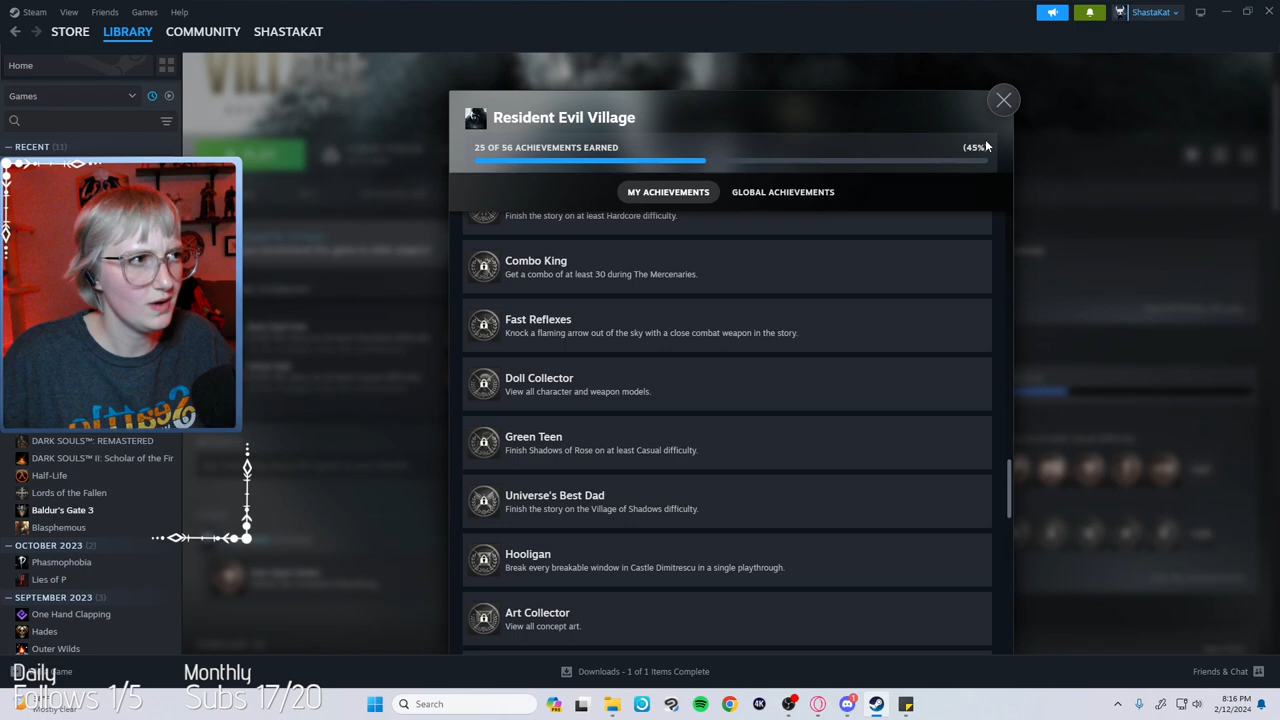 Steam View Friends Games Help
ShastaKat
STORE LIBRARY COMMUNITY SHASTAKAT
Home
Games
RECENT (11)
DARK SOULS™: REMASTERED
DARK SOULS™ II: Scholar of the Fir
Half-Life
Lords of the Fallen
Baldur's Gate 3
Blasphemous
OCTOBER 2023 (2)
Phasmophobia
Lies of P
SEPTEMBER 2023 (3)
One Hand Clapping
Hades
Outer Wilds
Resident Evil Village
25 OF 56 ACHIEVEMENTS EARNED (45%)
MY ACHIEVEMENTS GLOBAL ACHIEVEMENTS
Finish the story on at least Hardcore difficulty.
Combo King
Get a combo of at least 30 during The Mercenaries.
Fast Reflexes
Knock a flaming arrow out of the sky with a close combat weapon in the story.
Doll Collector
View all character and weapon models.
Green Teen
Finish Shadows of Rose on at least Casual difficulty.
Universe's Best Dad
Finish the story on the Village of Shadows difficulty.
Hooligan
Break every breakable window in Castle Dimitrescu in a single playthrough.
Art Collector
View all concept art.
Downloads - 1 of 1 Items Complete
Friends & Chat
Daily
Follows 1/5
Monthly
Subs 17/20
Mostly clear
Search
8:16 PM
2/12/2024